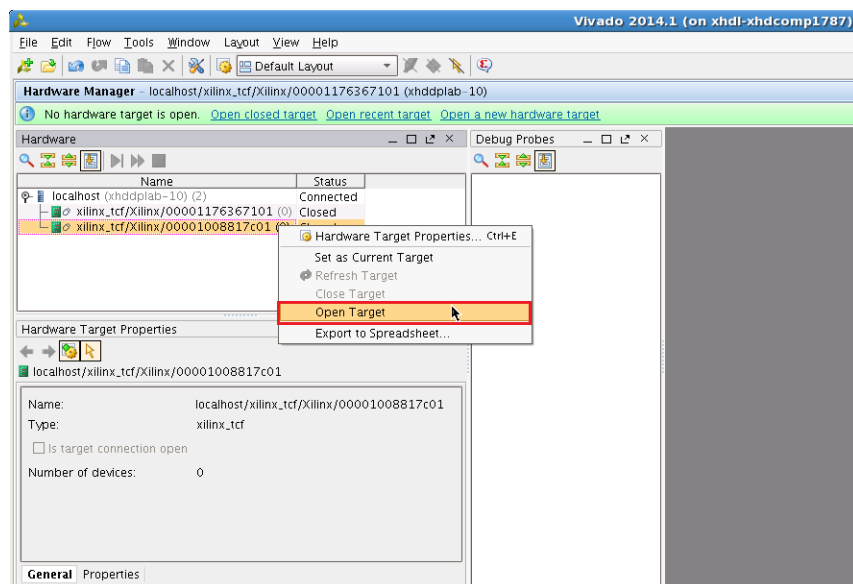 Vivado 2014.1 (on xhdl-xhdcomp1787)
File Edit Flow Tools Window Layout View Help
Default Layout
Hardware Manager - localhost/xilinx_tcf/Xilinx/00001176367101 (xhddplab-10)
No hardware target is open. Open closed target Open recent target Open a new hardware target
Hardware
Debug Probes
Name Status
localhost (xhddplab-10) (2) Connected
xilinx_tcf/Xilinx/00001176367101 (0) Closed
xilinx_tcf/Xilinx/00001008817c01
Hardware Target Properties... Ctrl+E
Set as Current Target
Refresh Target
Close Target
Open Target
Export to Spreadsheet...
Hardware Target Properties
localhost/xilinx_tcf/Xilinx/00001008817c01
Name: localhost/xilinx_tcf/Xilinx/00001008817c01
Type: xilinx_tcf
Is target connection open
Number of devices: 0
General Properties